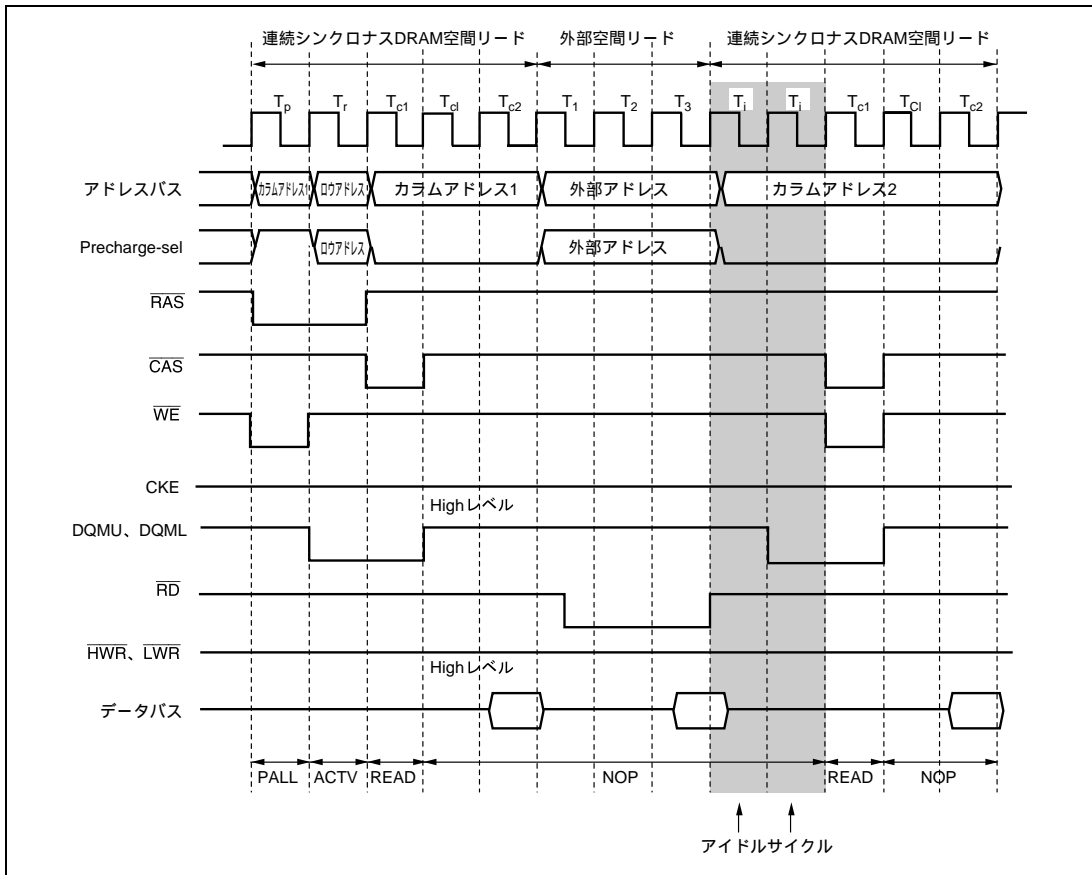 連続シンクロナスDRAM空間リード 外部空間リード 連続シンクロナスDRAM空間リード
Tp Tr Tc1 Tcl Tc2 T1 T2 T3 Ti Ti Tc1 TCl Tc2
アドレスバス カラムアドレス1 ロウアドレス カラムアドレス1 外部アドレス カラムアドレス2
Precharge-sel ロウアドレス 外部アドレス
RAS
CAS
WE
CKE
Highレベル
DQMU、DQML
RD
HWR、LWR
Highレベル
データバス
PALL ACTV READ NOP READ NOP
アイドルサイクル